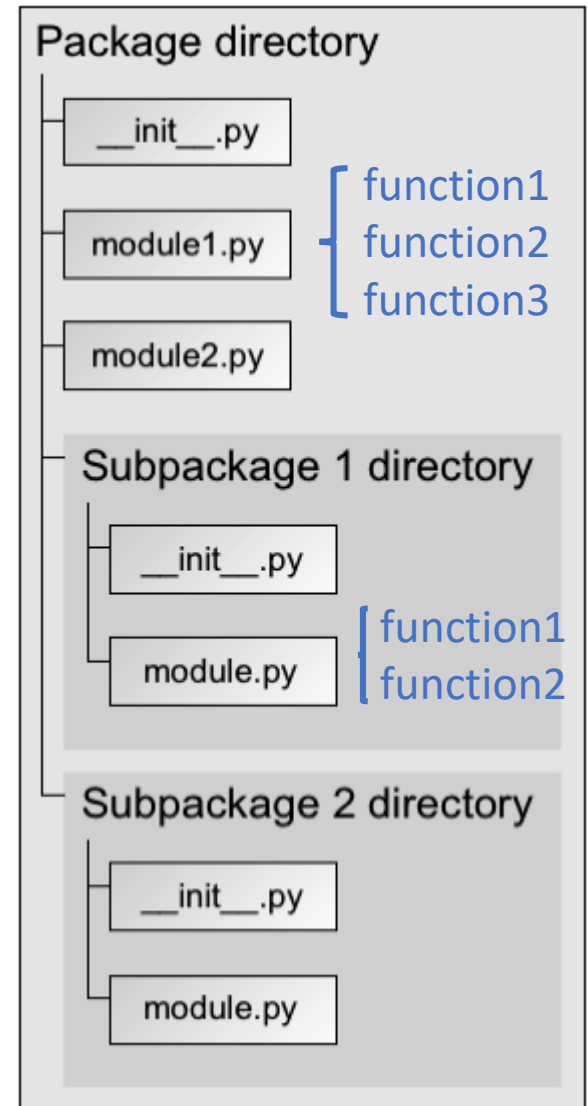 Package directory
__init__.py
function1
module1.py
function2
function3
module2.py
Subpackage 1 directory
__init__.py
function1
module.py
function2
Subpackage 2 directory
__init__.py
module.py